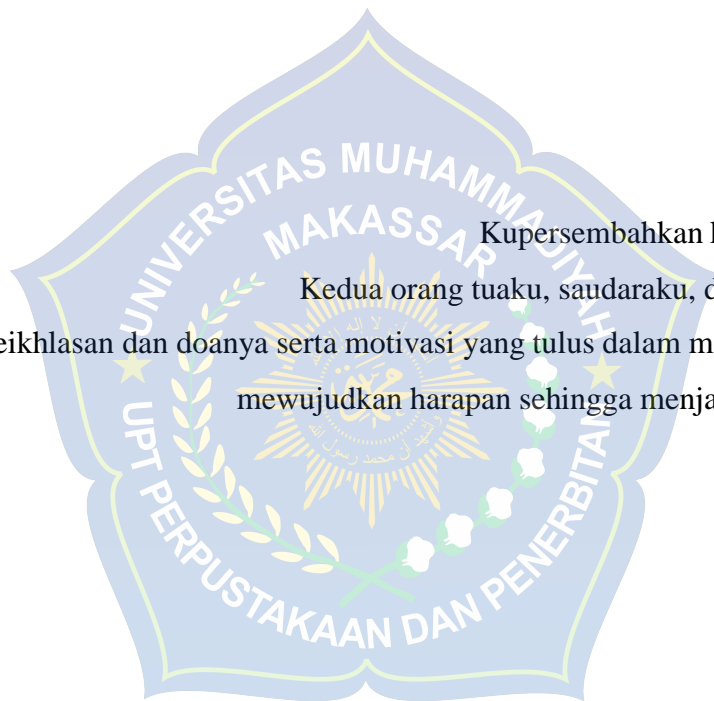 UNIVERSITAS MUHAMMADIYAH
MAKASSAR
Kupersembahkan
Kedua orang tuaku, saudaraku,
eikhlasan dan doanya serta motivasi yang tulus dalam
mewujudkan harapan sehingga
UPT PERPUSTAKAAN DAN PENERBITAN